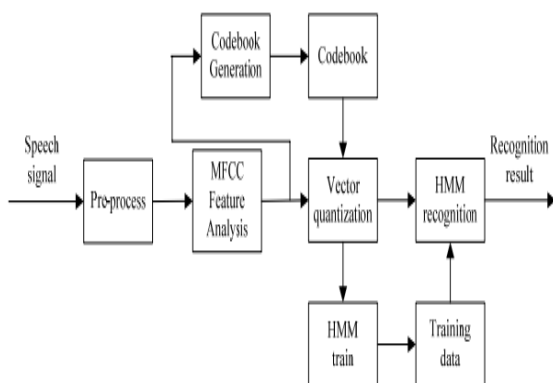 Codebook
Generation
Codebook
Speech
signal
Pre-process
MFCC
Feature
Analysis
Vector
quantization
HMM
recognition
Recognition
result
HMM
train
Training
data